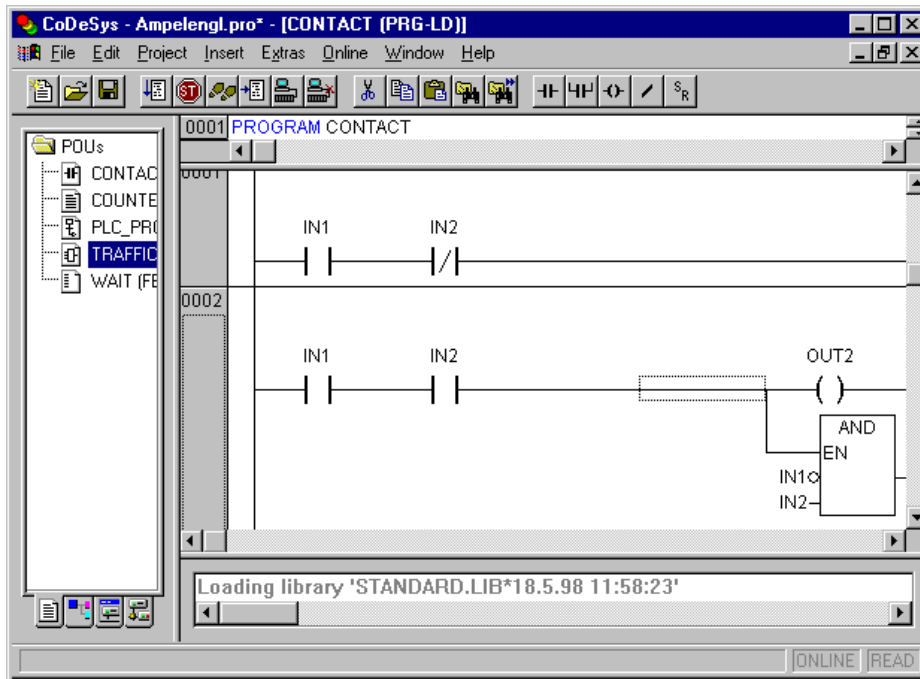 CoDeSys - Ampelengl.pro* - [CONTACT (PRG-LD)]
File Edit Project Insert Extras Online Window Help
ST
S R
0001 PROGRAM CONTACT
POUs
CONTAC
COUNTE
PLC_PR(
TRAFFIC
WAIT (FE
0001
IN1 IN2
0002
IN1 IN2 OUT2
AND
EN
IN1
IN2
Loading library 'STANDARD.LIB*18.5.98 11:58:23'
ONLINE READ